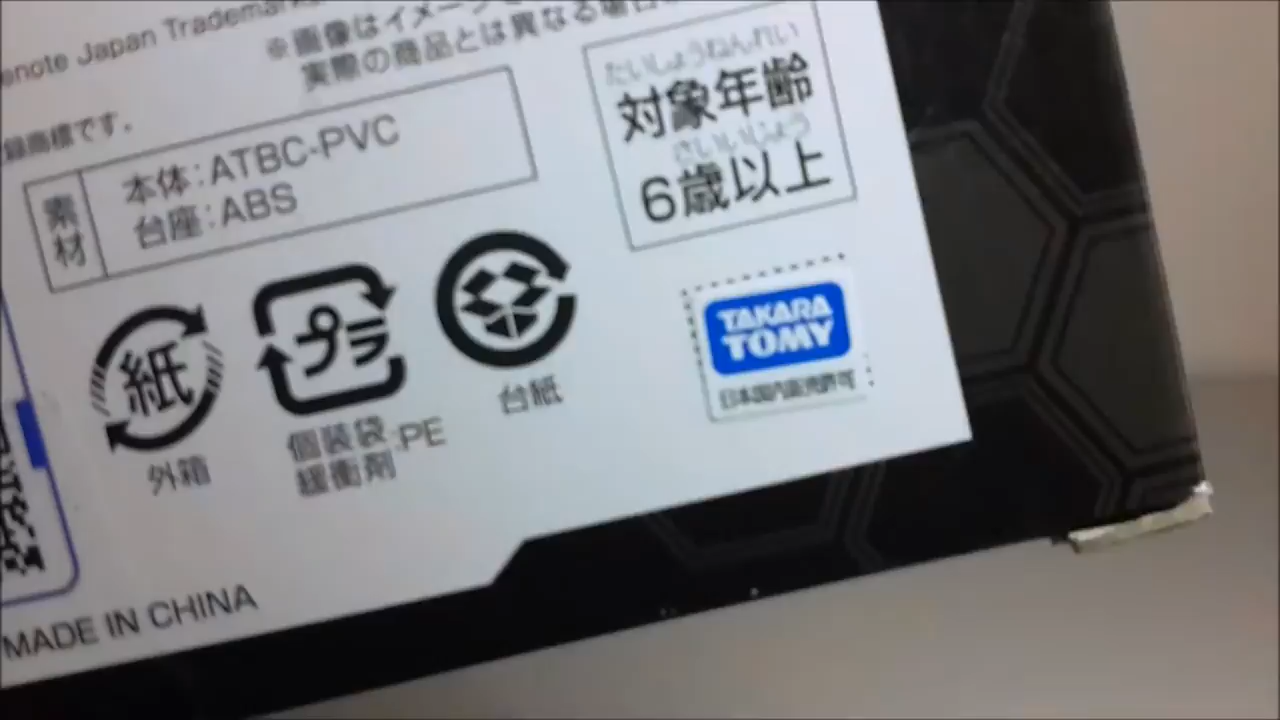 enote Japan Trademark
※画像はイメージ
実際の商品とは異なる場合
録商標です。
素材
本体:ATBC-PVC
台座:ABS
たいしょうねんれい
対象年齢
さいいじょう
6歳以上
紙
外箱
プラ
個装袋:PE
緩衝剤
台紙
TAKARA
TOMY
日本国内販売許可
MADE IN CHINA